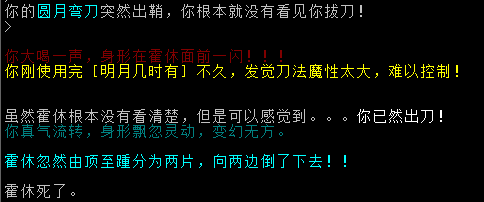 你的圆月弯刀突然出鞘，你根本就没有看见你拔刀！
>
你大喝一声，身形在霍休面前一闪！！！
你刚使用完［明月几时有］不久，发觉刀法魔性太大，难以控制！
虽然霍休根本没有看清楚，但是可以感觉到。。。你已然出刀！
你真气流转，身形飘忽灵动，变幻无方。
霍休忽然由顶至踵分为两片，向两边倒了下去！！
霍休死了。